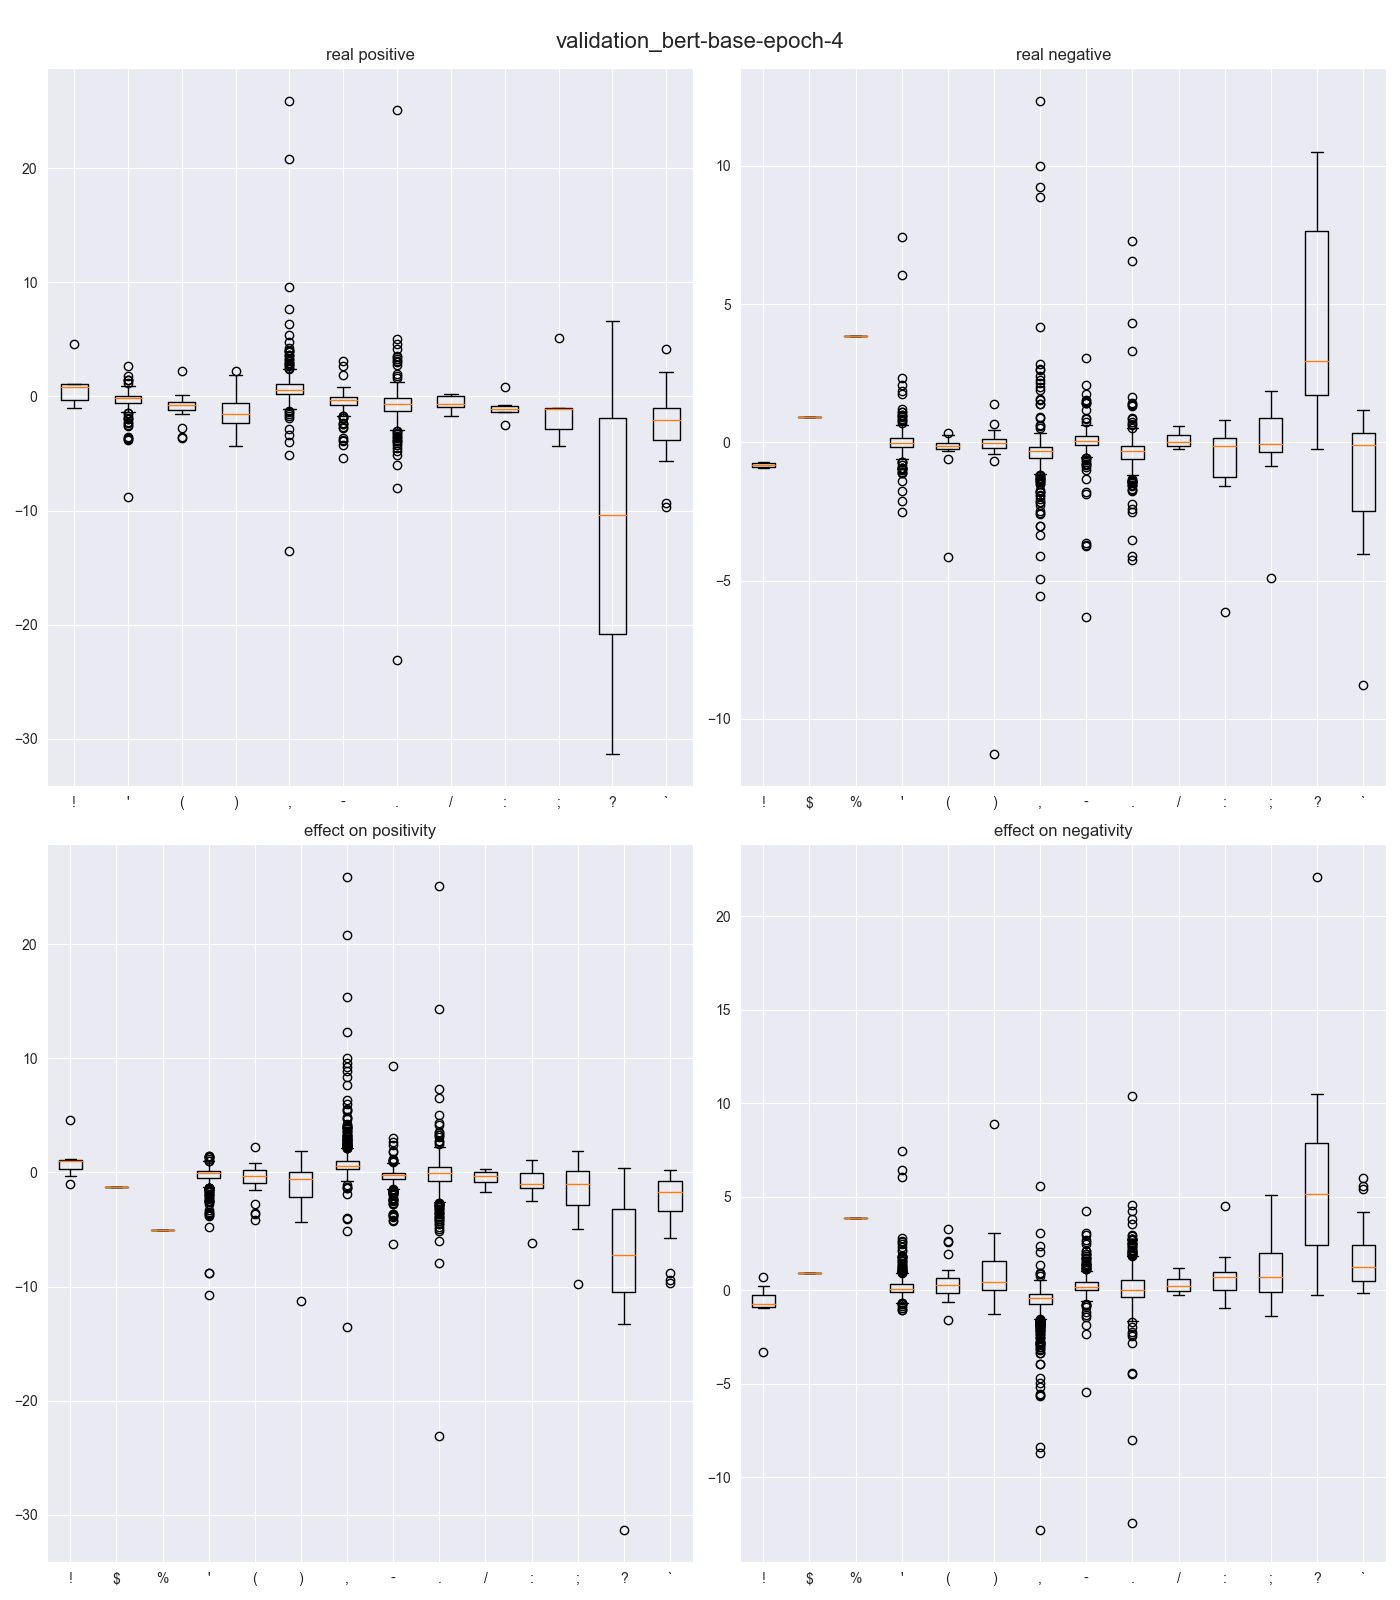 validation_bert-base-epoch-4
real positive
real negative
20
10
0
−10
−20
−30
! ' ( ) , - . / : ; ? `
10
5
0
−5
−10
! $ % ' ( ) , - . / : ; ? `
effect on positivity
effect on negativity
20
10
0
−10
−20
−30
! $ % ' ( ) , - . / : ; ? `
20
15
10
5
0
−5
−10
! $ % ' ( ) , - . / : ; ? `